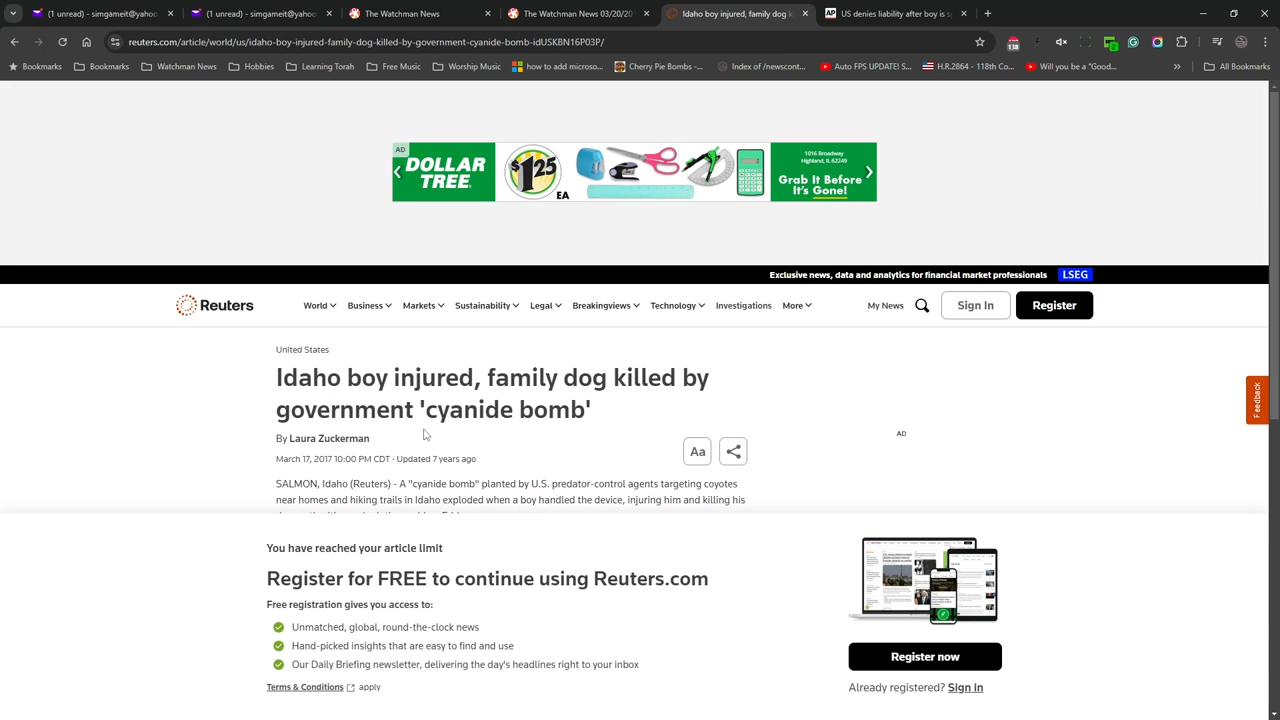 (1 unread) - simgameit@yahoo
(1 unread) - simgameit@yahoo
The Watchman News
The Watchman News 03/20/20
Idaho boy injured, family dog k
US denies liability after boy is s
reuters.com/article/world/us/idaho-boy-injured-family-dog-killed-by-government-cyanide-bomb-idUSKBN16P03P/
138
Bookmarks
Bookmarks
Watchman News
Hobbies
Learning Torah
Free Music
Worship Music
how to add microso...
Cherry Pie Bombs -...
Index of /newscont...
Auto FPS UPDATE! S...
H.R.2864 - 118th Co...
Will you be a "Good...
»
All Bookmarks
AD
DOLLAR TREE
$1.25 EA
1016 Broadway
Highland, IL 62249
Grab It Before
It's Gone!
Exclusive news, data and analytics for financial market professionals LSEG
Reuters
World
Business
Markets
Sustainability
Legal
Breakingviews
Technology
Investigations
More
My News
Sign In
Register
United States
Idaho boy injured, family dog killed by
government 'cyanide bomb'
By Laura Zuckerman
March 17, 2017 10:00 PM CDT · Updated 7 years ago
Aa
AD
Feedback
SALMON, Idaho (Reuters) - A "cyanide bomb" planted by U.S. predator-control agents targeting coyotes
near homes and hiking trails in Idaho exploded when a boy handled the device, injuring him and killing his
You have reached your article limit
Register for FREE to continue using Reuters.com
Free registration gives you access to:
Unmatched, global, round-the-clock news
Hand-picked insights that are easy to find and use
Our Daily Briefing newsletter, delivering the day's headlines right to your inbox
Terms & Conditions apply
Register now
Already registered? Sign in